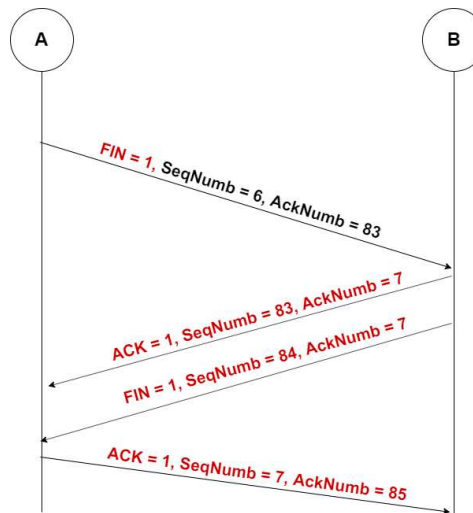 A
B
FIN = 1, SeqNumb = 6, AckNumb = 83
ACK = 1, SeqNumb = 83, AckNumb = 7
FIN = 1, SeqNumb = 84, AckNumb = 7
ACK = 1, SeqNumb = 7, AckNumb = 85